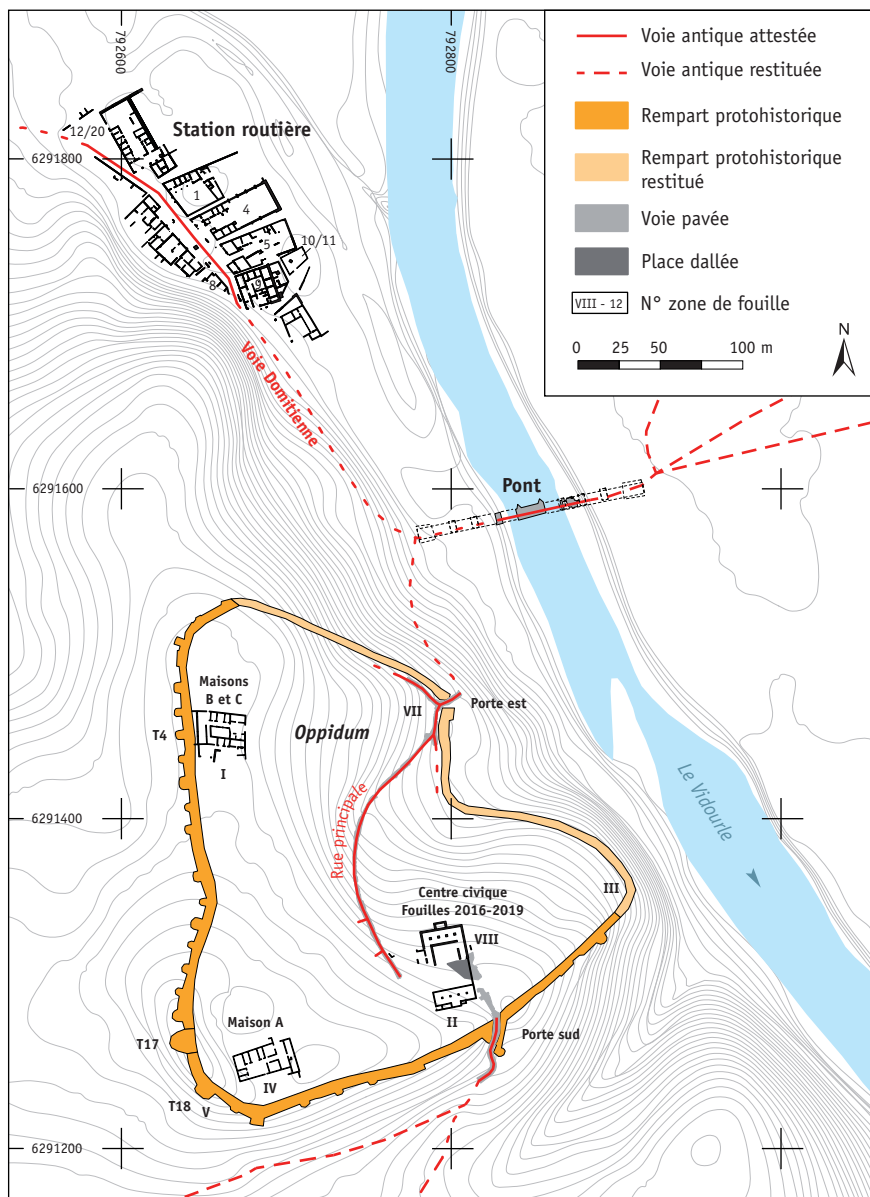 792600
792800
Voie antique attestée
Voie antique restituée
Rempart protohistorique
Rempart protohistorique
restitué
Voie pavée
Place dallée
VIII - 12
N° zone de fouille
0 25 50 100 m
N
Station routière
12/20
6291800
1
4
5
10/11
8
9
Voie Domitienne
Pont
6291600
Maisons
B et C
T4
I
Oppidum
VII
Porte est
Rue principale
6291400
Le Vidourle
Centre civique
Fouilles 2016-2019
III
VIII
II
Porte sud
Maison A
T17
IV
T18
V
6291200